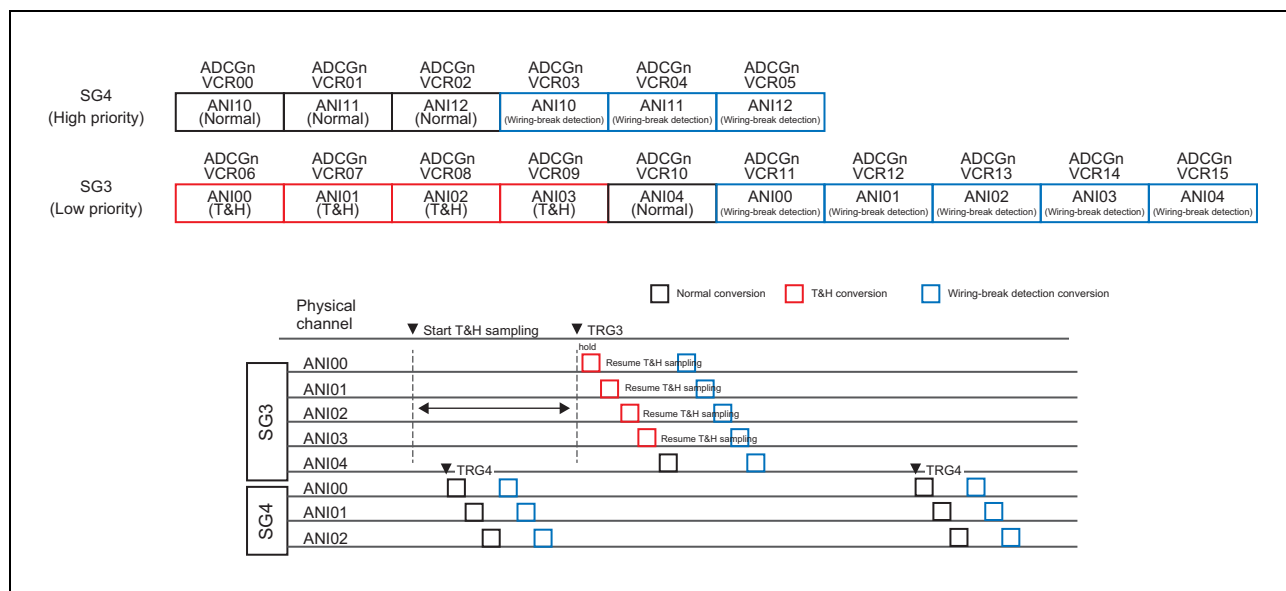 ADCGn ADCGn ADCGn ADCGn ADCGn ADCGn
VCR00 VCR01 VCR02 VCR03 VCR04 VCR05
SG4
(High priority)
ANI10 ANI11 ANI12 ANI10 ANI11 ANI12
(Normal) (Normal) (Normal) (Wiring-break detection) (Wiring-break detection) (Wiring-break detection)
ADCGn ADCGn ADCGn ADCGn ADCGn ADCGn ADCGn ADCGn ADCGn ADCGn
VCR06 VCR07 VCR08 VCR09 VCR10 VCR11 VCR12 VCR13 VCR14 VCR15
SG3
(Low priority)
ANI00 ANI01 ANI02 ANI03 ANI04 ANI00 ANI01 ANI02 ANI03 ANI04
(T&H) (T&H) (T&H) (T&H) (Normal) (Wiring-break detection) (Wiring-break detection) (Wiring-break detection) (Wiring-break detection) (Wiring-break detection)
Normal conversion T&H conversion Wiring-break detection conversion
Physical
channel
Start T&H sampling TRG3
hold
SG3
ANI00 Resume T&H sampling
ANI01 Resume T&H sampling
ANI02 Resume T&H sampling
ANI03 Resume T&H sampling
ANI04
TRG4 TRG4
SG4
ANI00
ANI01
ANI02